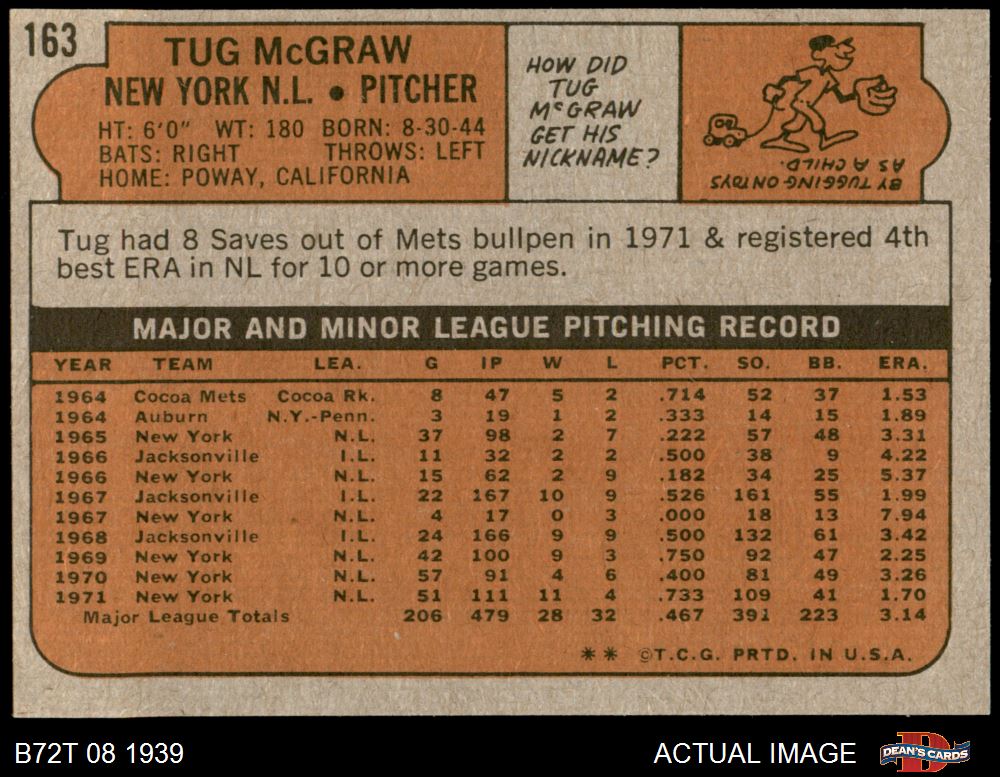 163
TUG McGRAW
NEW YORK N.L. • PITCHER
HT: 6'0" WT: 180 BORN: 8-30-44
BATS: RIGHT THROWS: LEFT
HOME: POWAY, CALIFORNIA
HOW DID
TUG
McGRAW
GET HIS
NICKNAME?
BY TUGGING ON TOYS
AS A CHILD.
Tug had 8 Saves out of Mets bullpen in 1971 & registered 4th
best ERA in NL for 10 or more games.
MAJOR AND MINOR LEAGUE PITCHING RECORD
YEAR TEAM LEA. G IP W L PCT. SO. BB. ERA.
1964 Cocoa Mets Cocoa Rk. 8 47 5 2 .714 52 37 1.53
1964 Auburn N.Y.-Penn. 3 19 1 2 .333 14 15 1.89
1965 New York N.L. 37 98 2 7 .222 57 48 3.31
1966 Jacksonville I.L. 11 32 2 2 .500 38 9 4.22
1966 New York N.L. 15 62 2 9 .182 34 25 5.37
1967 Jacksonville I.L. 22 167 10 9 .526 161 55 1.99
1967 New York N.L. 4 17 0 3 .000 18 13 7.94
1968 Jacksonville I.L. 24 166 9 9 .500 132 61 3.42
1969 New York N.L. 42 100 9 3 .750 92 47 2.25
1970 New York N.L. 57 91 4 6 .400 81 49 3.26
1971 New York N.L. 51 111 11 4 .733 109 41 1.70
Major League Totals 206 479 28 32 .467 391 223 3.14
** ©T.C.G. PRTD. IN U.S.A.
B72T 08 1939 ACTUAL IMAGE D DEAN'S CARDS